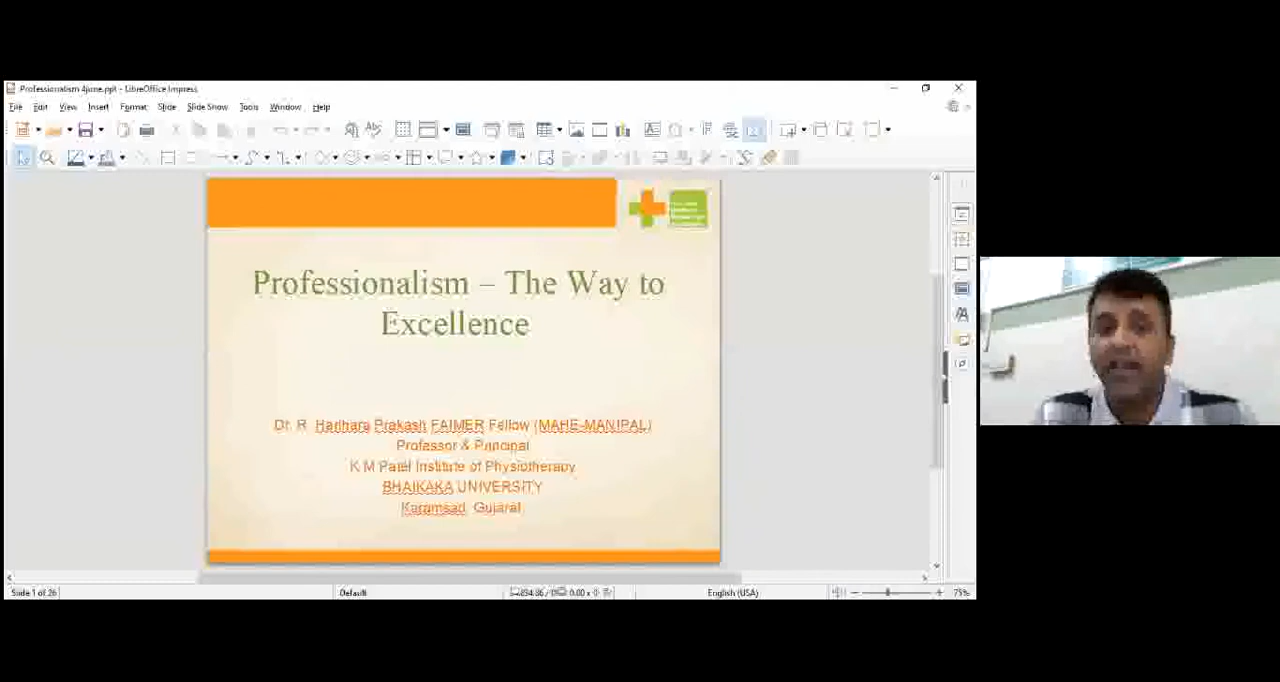 Professionalism 4june.ppt - LibreOffice Impress
File Edit View Insert Format Slide Slide Show Tools Window Help
Professionalism – The Way to
Excellence
Dr. R. Harihara Prakash FAIMER Fellow (MAHE-MANIPAL)
Professor & Principal
K M Patel Institute of Physiotherapy
BHAIKAKA UNIVERSITY
Karamsad Gujarat
Slide 1 of 26 Default 0.00 x English (USA) 75%